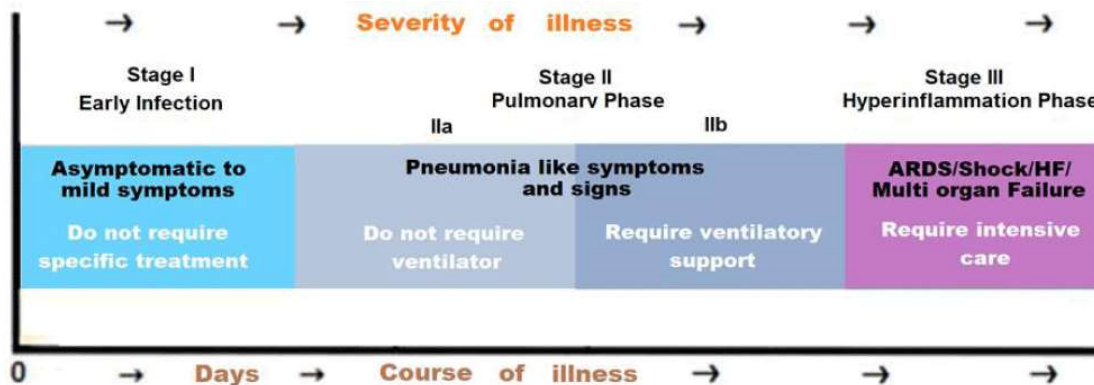 → → Severity of illness → → →
Stage I
Early Infection
Stage II
Pulmonarv Phase
Stage III
Hyperinflammation Phase
IIa
IIb
Asymptomatic to
mild symptoms
Do not require
specific treatment
Pneumonia like symptoms
and signs
Do not require
ventilator
Require ventilatory
support
ARDS/Shock/HF/
Multi organ Failure
Require intensive
care
0 → Days → Course of illness → → →